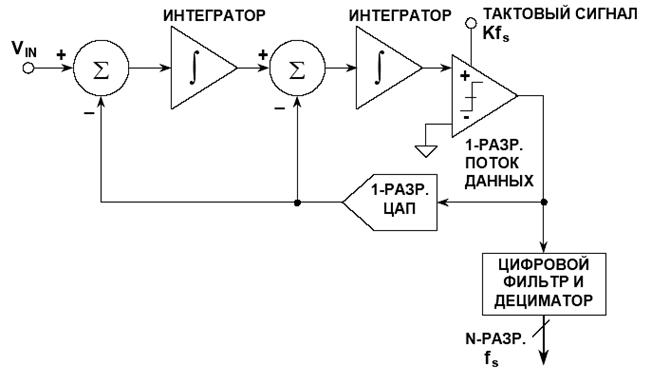 ИНТЕГРАТОР
ИНТЕГРАТОР
ТАКТОВЫЙ СИГНАЛ
Kfs
VIN
+
Σ
−
∫
+
Σ
−
∫
+
-
1-РАЗР.
ПОТОК
ДАННЫХ
1-РАЗР.
ЦАП
ЦИФРОВОЙ
ФИЛЬТР И
ДЕЦИМАТОР
N-РАЗР.
fs